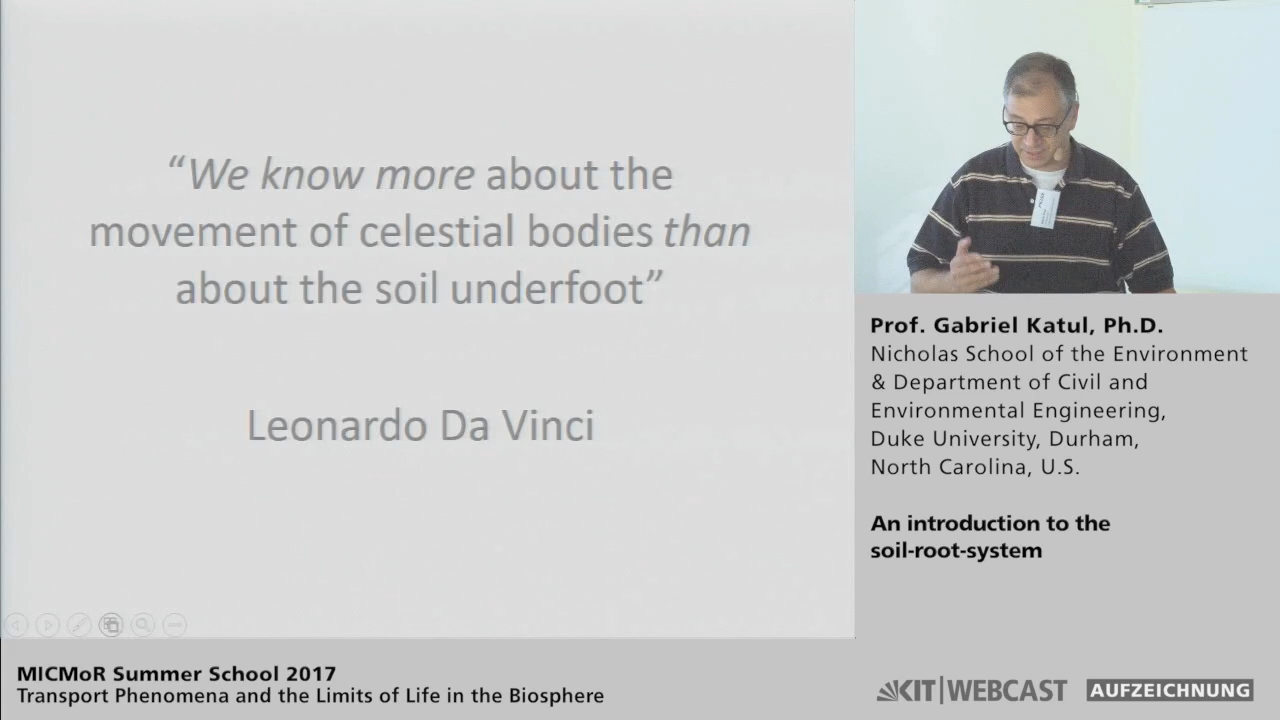 “We know more about the
movement of celestial bodies than
about the soil underfoot”
Leonardo Da Vinci
Prof. Gabriel Katul, Ph.D.
Nicholas School of the Environment
& Department of Civil and
Environmental Engineering,
Duke University, Durham,
North Carolina, U.S.
An introduction to the
soil-root-system
MICMoR Summer School 2017
Transport Phenomena and the Limits of Life in the Biosphere
KIT|WEBCAST
AUFZEICHNUNG